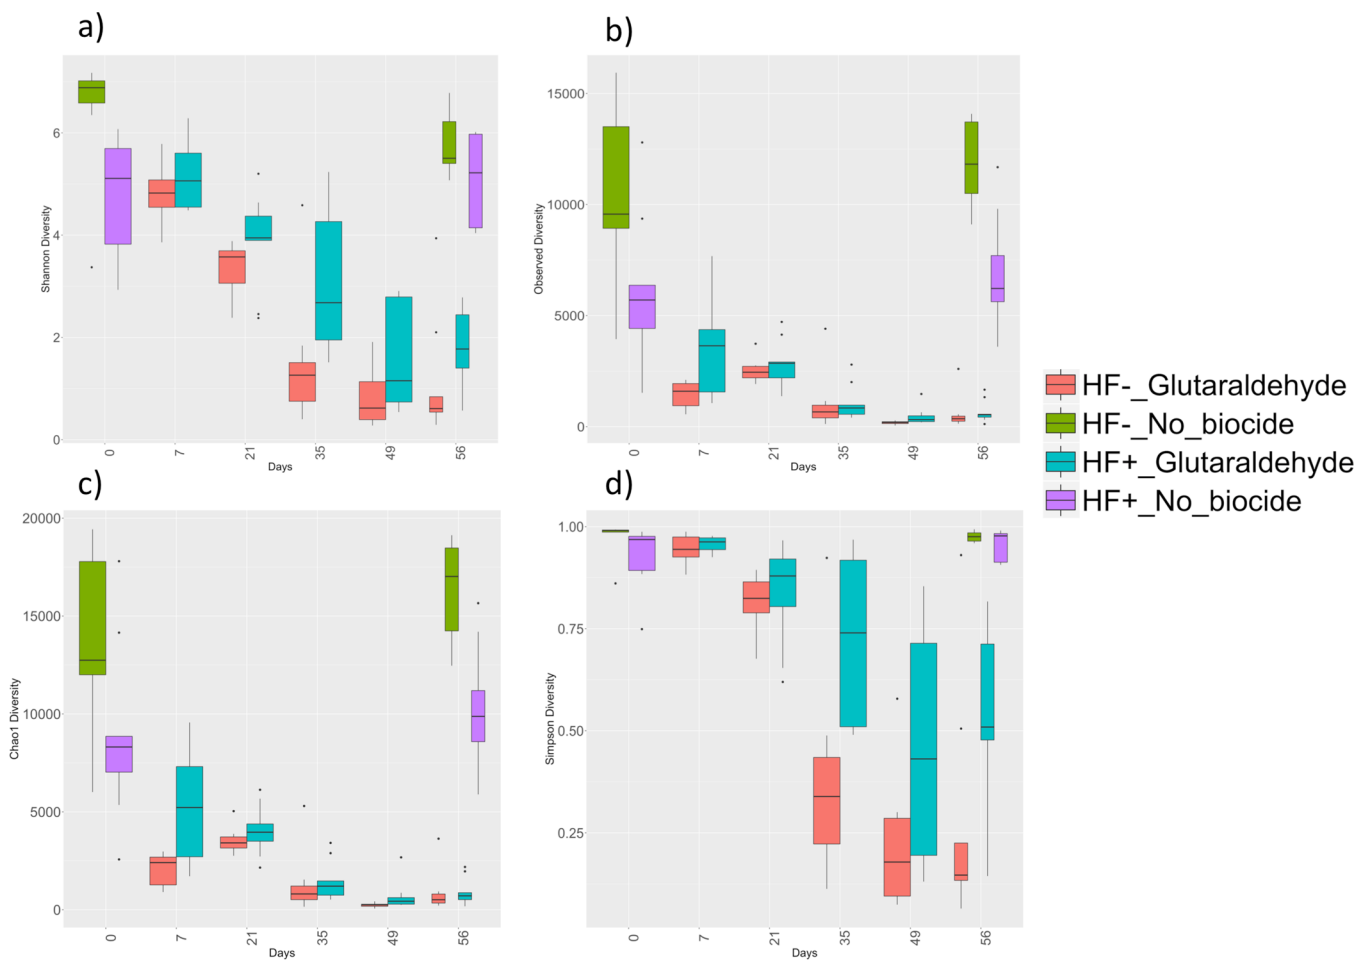 a)
6
4
2
0
Shannon Diversity
0
7
21
35
49
56
Days
b)
15000
10000
5000
0
Observed Diversity
0
7
21
35
49
56
Days
c)
20000
15000
10000
5000
0
Chao1 Diversity
0
7
21
35
49
56
Days
d)
1.00
0.75
0.50
0.25
Simpson Diversity
0
7
21
35
49
56
Days
HF-_Glutaraldehyde
HF-_No_biocide
HF+_Glutaraldehyde
HF+_No_biocide